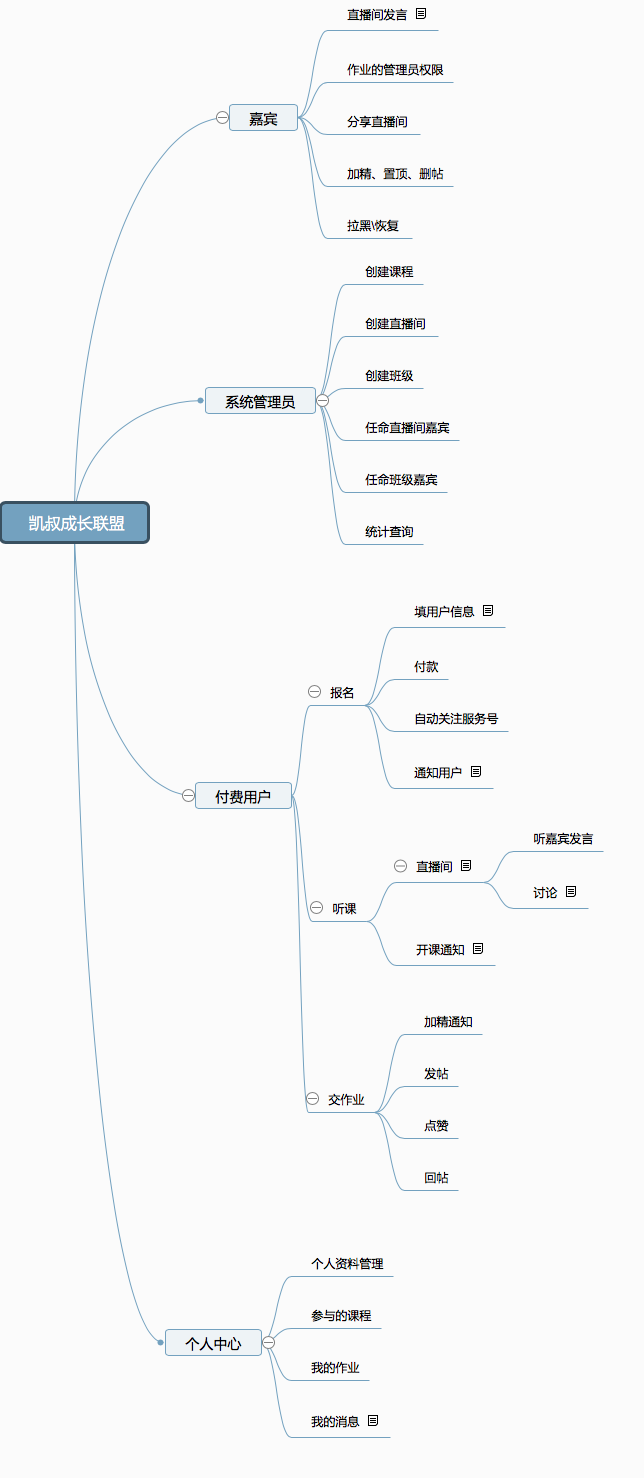 直播间发言
作业的管理员权限
嘉宾
分享直播间
加精、置顶、删帖
拉黑\恢复
创建课程
创建直播间
创建班级
系统管理员
任命直播间嘉宾
任命班级嘉宾
统计查询
凯叔成长联盟
填用户信息
付款
报名
自动关注服务号
通知用户
付费用户
听嘉宾发言
直播间
讨论
听课
开课通知
加精通知
发帖
交作业
点赞
回帖
个人资料管理
参与的课程
个人中心
我的作业
我的消息